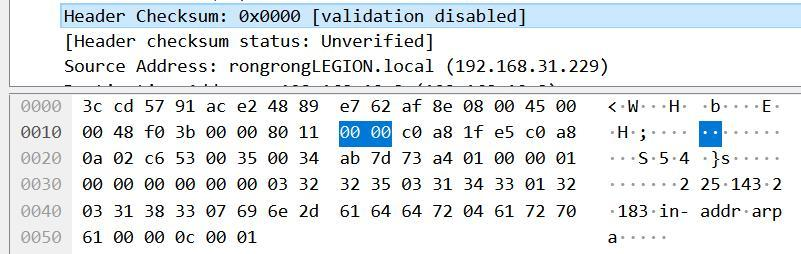 Header Checksum: 0x0000 [validation disabled]
[Header checksum status: Unverified]
Source Address: rongrongLEGION.local (192.168.31.229)
0000 3c cd 57 91 ac e2 48 89 e7 62 af 8e 08 00 45 00 <·W···H· ·b····E·
0010 00 48 f0 3b 00 00 80 11 00 00 c0 a8 1f e5 c0 a8 ·H·;···· ········
0020 0a 02 c6 53 00 35 00 34 ab 7d 73 a4 01 00 00 01 ···S·5·4 ·}s·····
0030 00 00 00 00 00 00 03 32 32 35 03 31 34 33 01 32 ·······2 25·143·2
0040 03 31 38 33 07 69 6e 2d 61 64 64 72 04 61 72 70 ·183·in- addr·arp
0050 61 00 00 0c 00 01 a·····